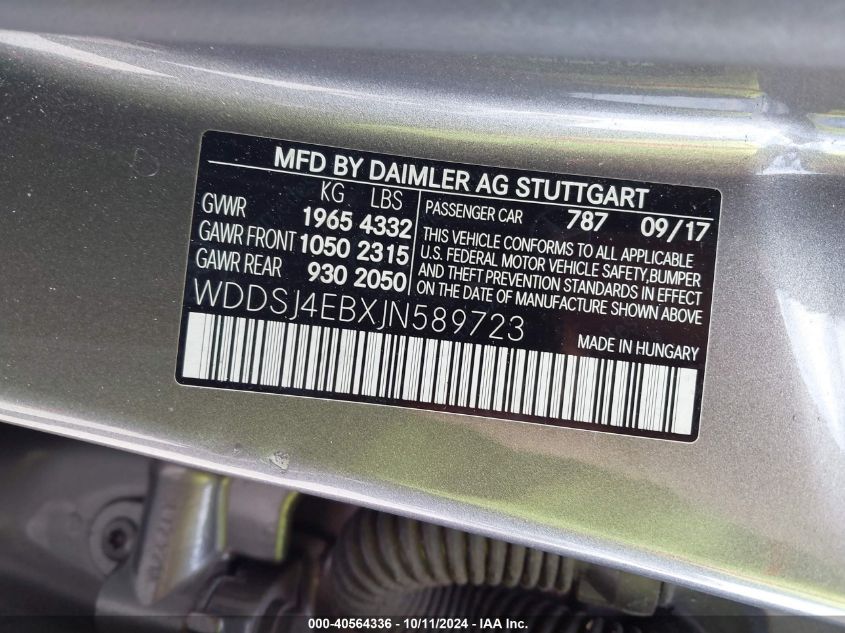 MFD BY DAIMLER AG STUTTGART
KG LBS
GVWR 1965 4332
GAWR FRONT 1050 2315
GAWR REAR 930 2050
PASSENGER CAR 787 09/17
THIS VEHICLE CONFORMS TO ALL APPLICABLE
U.S. FEDERAL MOTOR VEHICLE SAFETY,BUMPER
AND THEFT PREVENTION STANDARDS IN EFFECT
ON THE DATE OF MANUFACTURE SHOWN ABOVE
WDDSJ4EBXJN589723
MADE IN HUNGARY
000-40564336 - 10/11/2024 - IAA Inc.